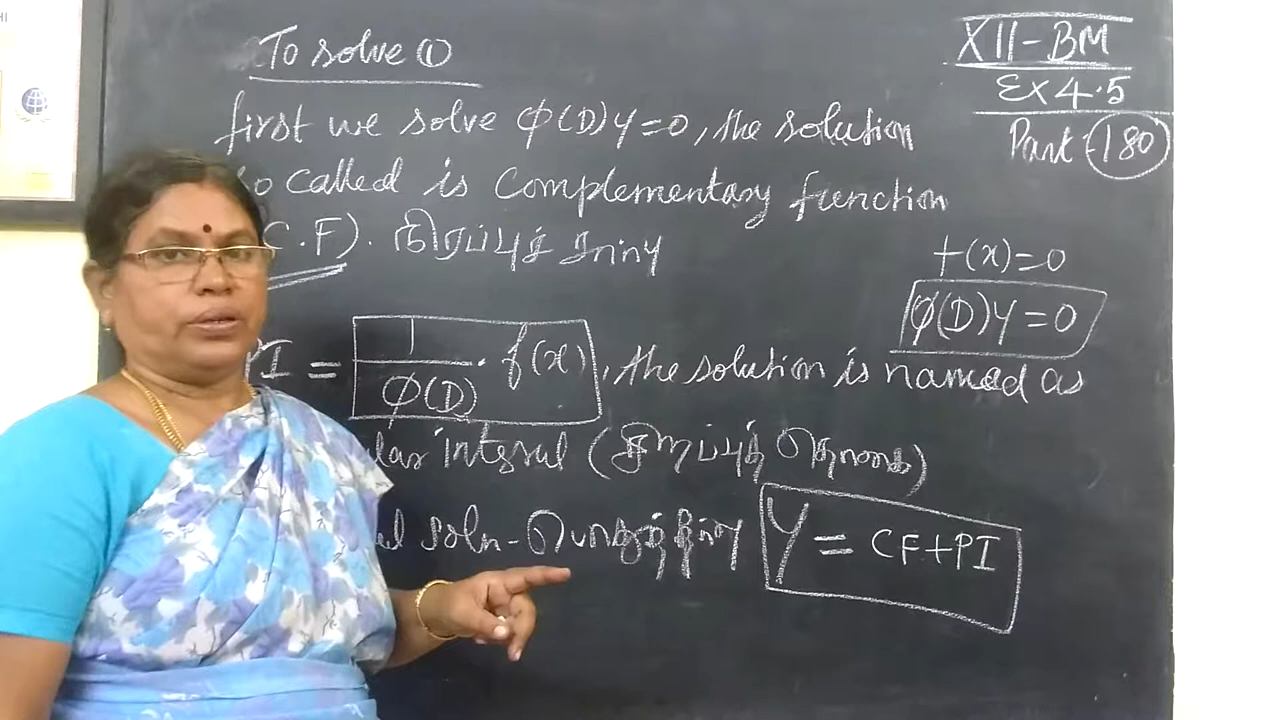 To solve ①
first we solve φ(D)y=0, the solution
so called is Complementary function
(C.F). நிரப்புச் சார்பு
PI = 1/φ(D) . f(x), the solution is named as
integral (சிறப்புத் தொகை)
soln - பொதுத்தீர்வு y = CF+PI
XII-BM
Ex 4.5
Part-180
f(x)=0
φ(D)y=0